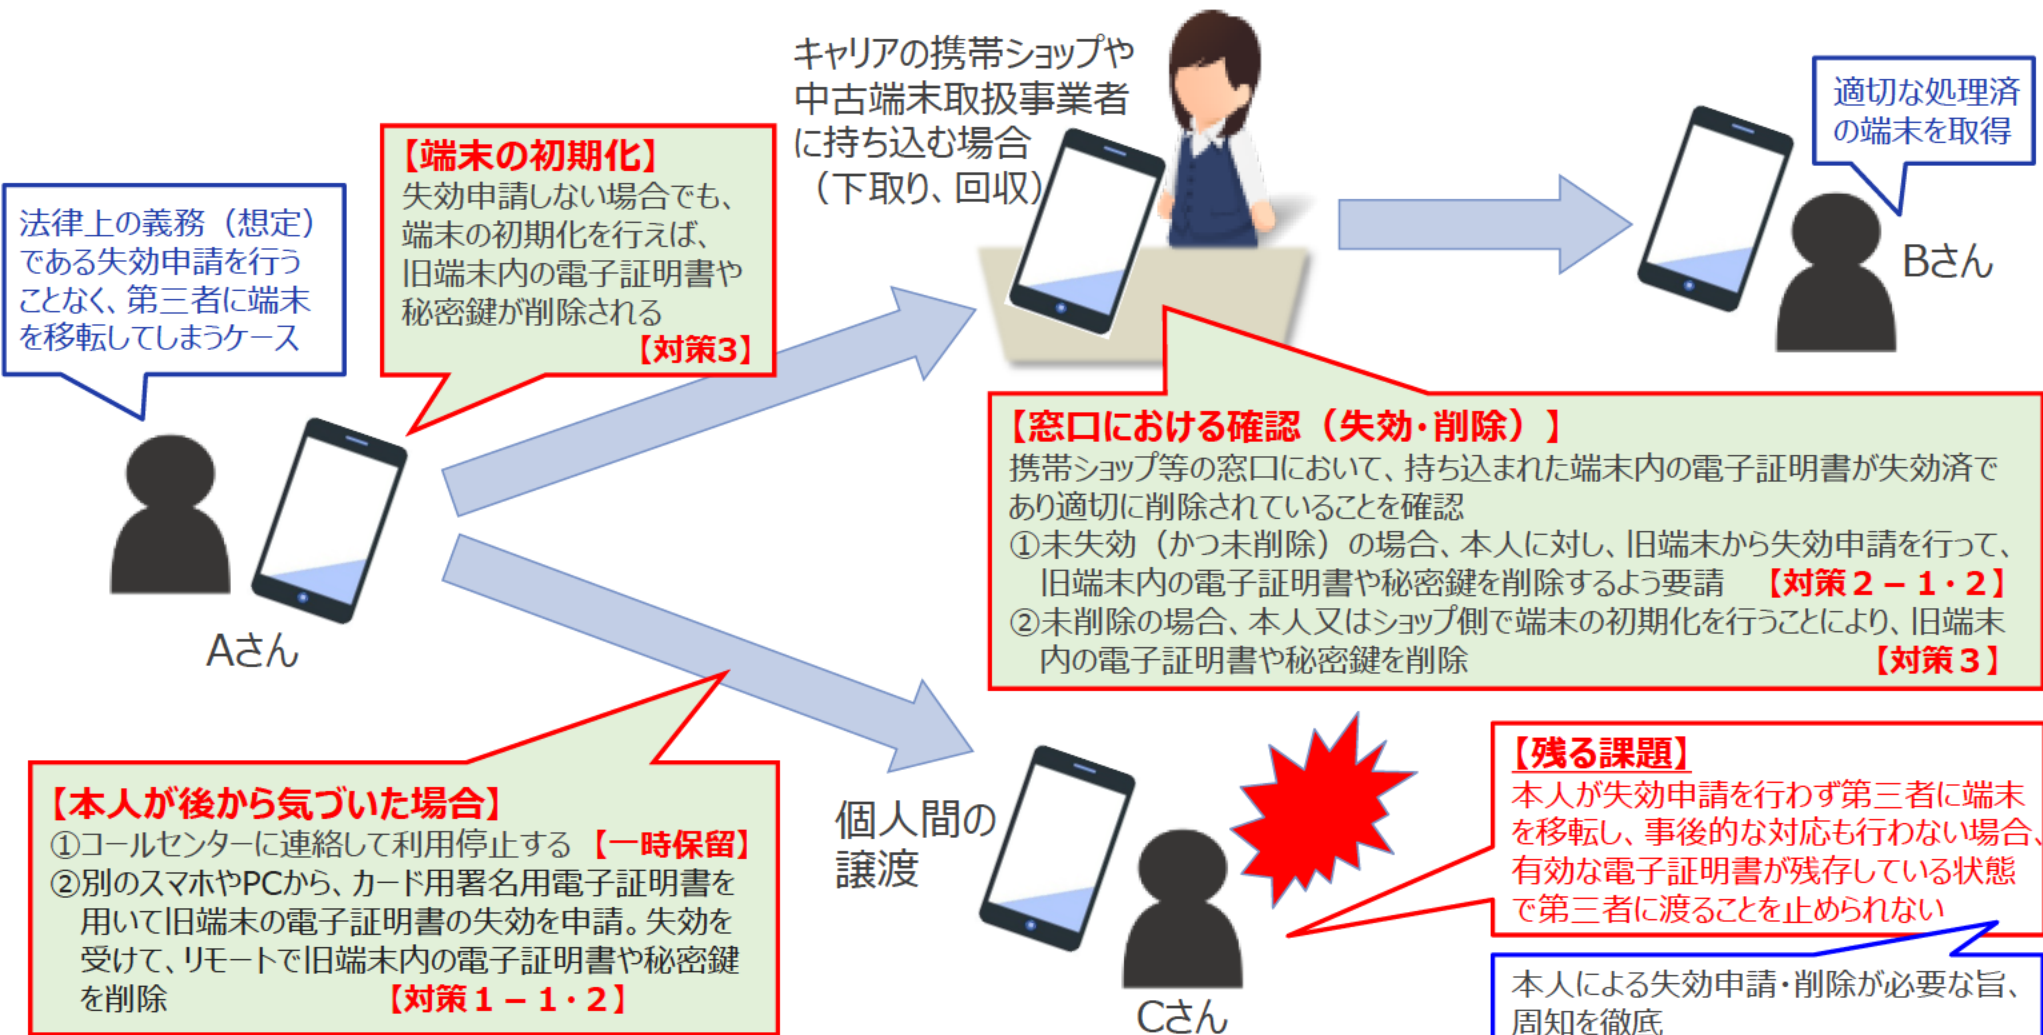 法律上の義務（想定）
である失効申請を行う
ことなく、第三者に端末
を移転してしまうケース
Aさん
【端末の初期化】
失効申請しない場合でも、
端末の初期化を行えば、
旧端末内の電子証明書や
秘密鍵が削除される
【対策3】
キャリアの携帯ショップや
中古端末取扱事業者
に持ち込む場合
（下取り、回収）
適切な処理済
の端末を取得
Bさん
【窓口における確認（失効・削除）】
携帯ショップ等の窓口において、持ち込まれた端末内の電子証明書が失効済で
あり適切に削除されていることを確認
①未失効（かつ未削除）の場合、本人に対し、旧端末から失効申請を行って、
旧端末内の電子証明書や秘密鍵を削除するよう要請 【対策２－１・２】
②未削除の場合、本人又はショップ側で端末の初期化を行うことにより、旧端末
内の電子証明書や秘密鍵を削除 【対策３】
【本人が後から気づいた場合】
①コールセンターに連絡して利用停止する【一時保留】
②別のスマホやPCから、カード用署名用電子証明書を
用いて旧端末の電子証明書の失効を申請。失効を
受けて、リモートで旧端末内の電子証明書や秘密鍵
を削除 【対策１－１・２】
個人間の
譲渡
Cさん
【残る課題】
本人が失効申請を行わず第三者に端末
を移転し、事後的な対応も行わない場合、
有効な電子証明書が残存している状態
で第三者に渡ることを止められない
本人による失効申請・削除が必要な旨、
周知を徹底